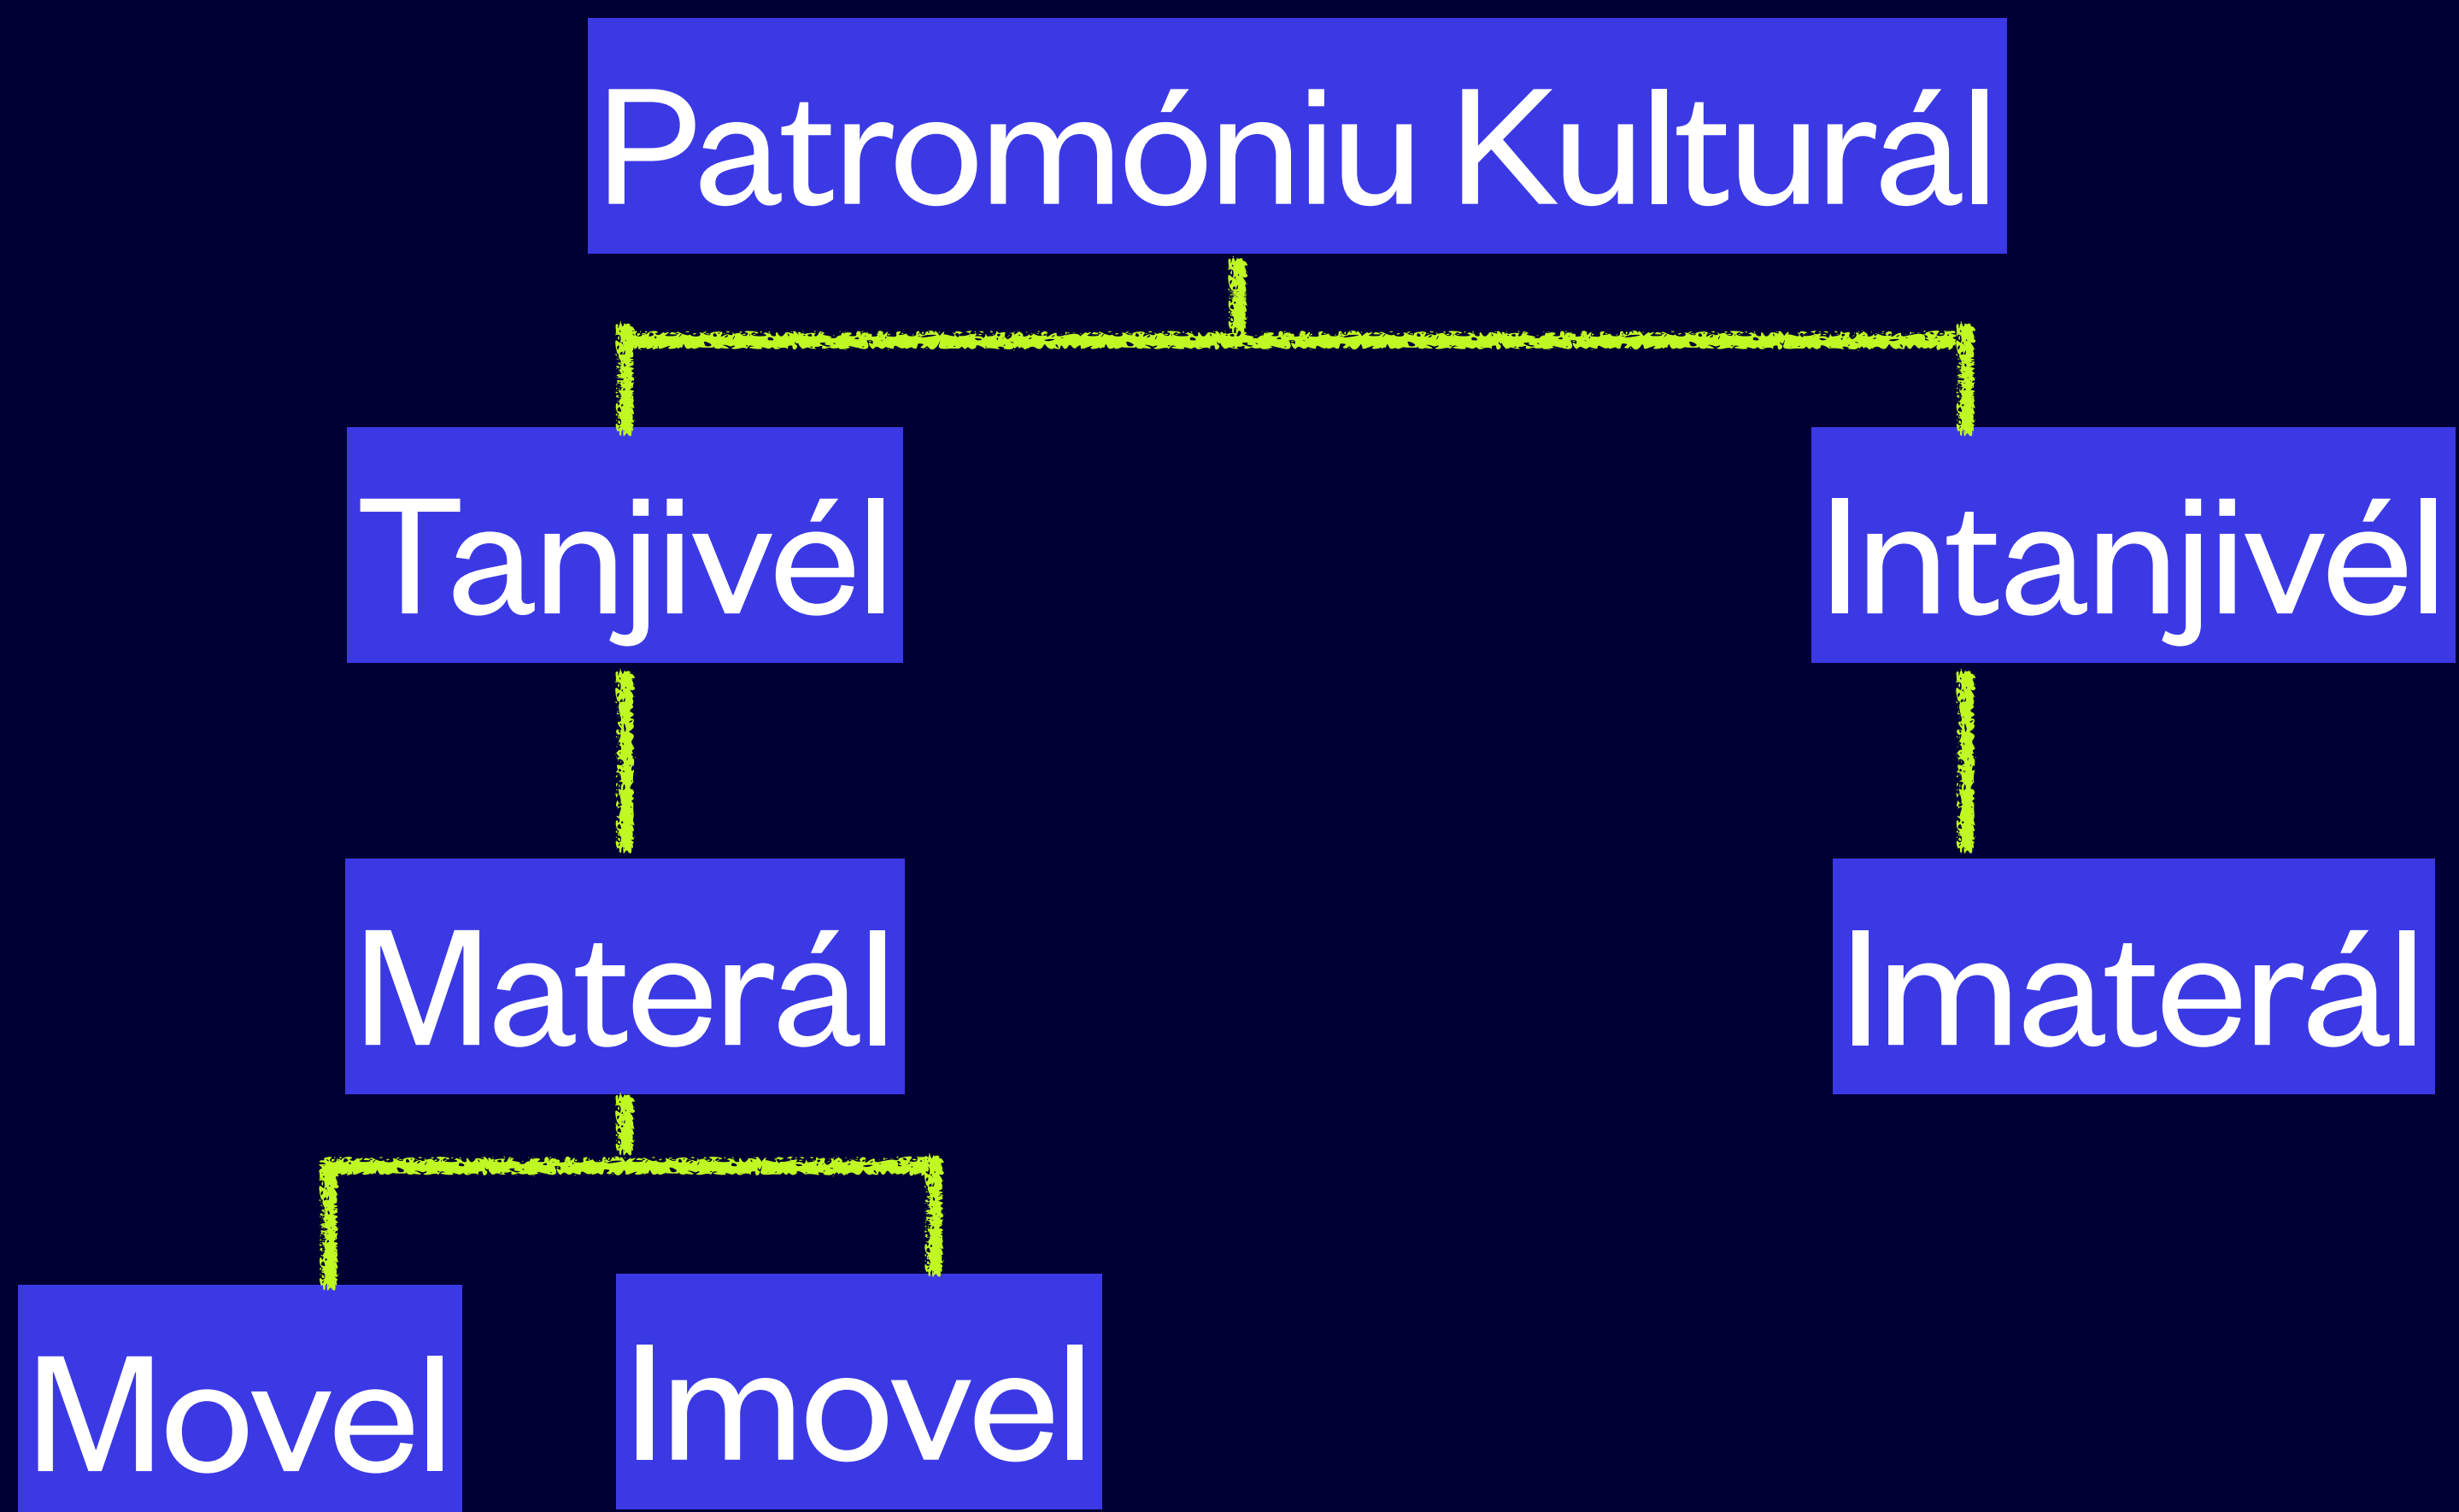 Patromóniu Kulturál
Tanjivél
Intanjivél
Materál
Imaterál
Movel
Imovel